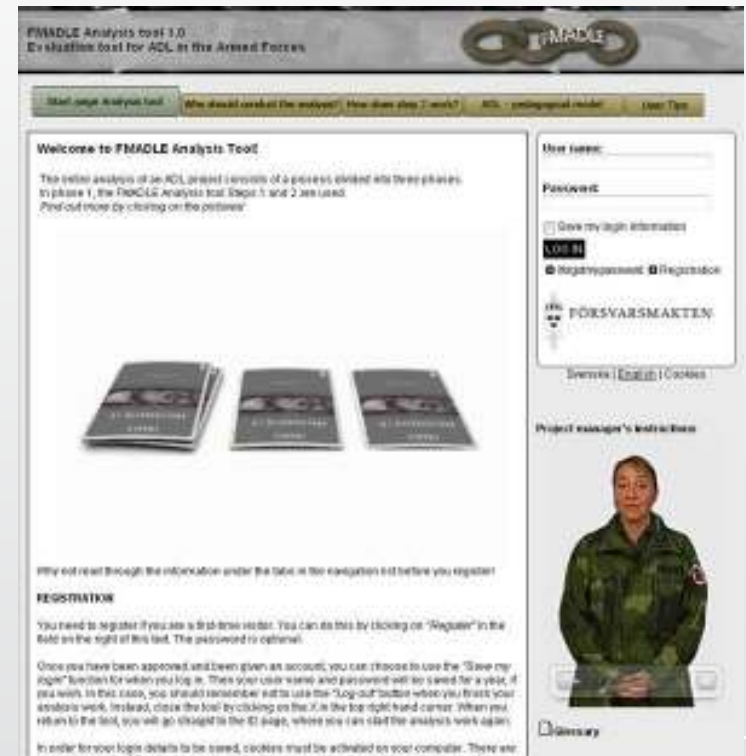 FMADLE Analysis tool 1.0
Evaluation tool for ADL in the Armed Forces
FMADLE
Start page Analysis tool
Who should conduct the analysis?
How does step 2 work?
ADL - pedagogical model
User Tips
Welcome to FMADLE Analysis Tool!
The entire analysis of an ADL project consists of a process divided into three phases.
In phase 1, the FMADLE Analysis tool Steps 1 and 2 are used.
Find out more by clicking on the pictures!
Why not read through the information under the tabs in the navigation list before you register!
REGISTRATION
You need to register if you are a first-time visitor. You can do this by clicking on "Register" in the
field on the right of this text. The password is optional.
Once you have been approved and been given an account, you can choose to use the "Save my
login" function for when you log in. Then your user name and password will be saved for a year, if
you wish. In this case, you should remember not to use the "Log-out" button when you finish your
analysis work. Instead, close the tool by clicking on the X in the top right hand corner. When you
return to the tool, you will go straight to the ID page, where you can start the analysis work again.
In order for your login details to be saved, cookies must be activated on your computer. There are
User name:
Password:
Save my login information
LOG IN
Registration
FÖRSVARSMAKTEN
Svenska | English | Cookies
Project manager's instructions
Glossary